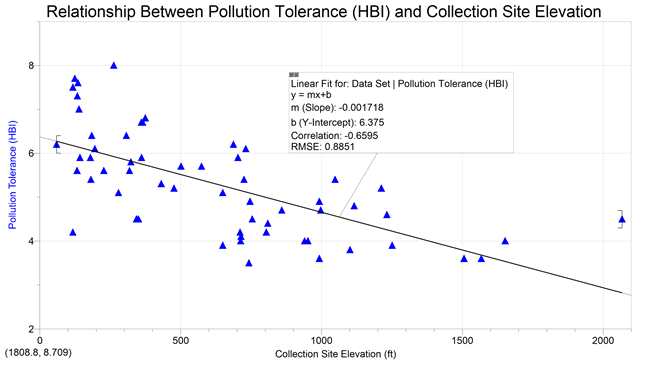 Relationship Between Pollution Tolerance (HBI) and Collection Site Elevation
8
6
4
2
Pollution Tolerance (HBI)
Linear Fit for: Data Set | Pollution Tolerance (HBI)
y = mx+b
m (Slope): -0.001718
b (Y-Intercept): 6.375
Correlation: -0.6595
RMSE: 0.8851
0 500 1000 1500 2000
(1808.8, 8.709)
Collection Site Elevation (ft)